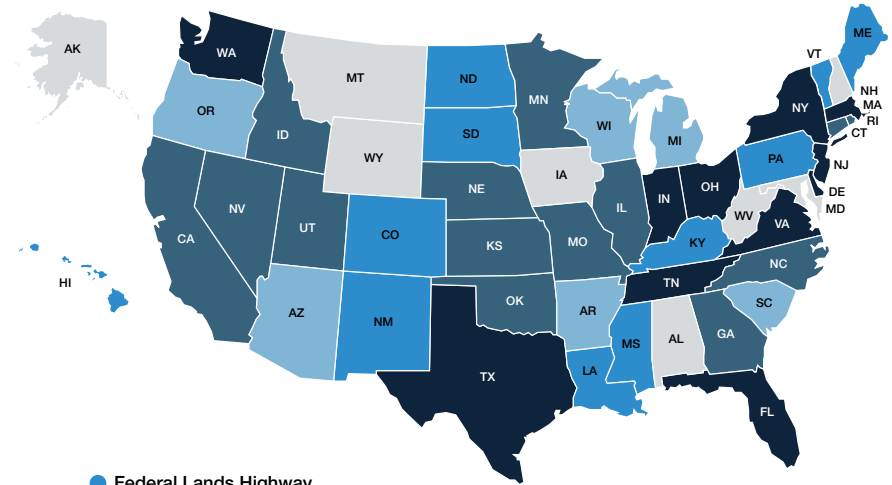 AK
WA
MT
ND
MN
VT
ME
OR
ID
SD
WI
MI
NY
NH
MA
RI
CT
WY
NE
IA
IL
IN
OH
PA
NJ
DE
MD
CA
NV
UT
CO
KS
MO
KY
WV
VA
HI
AZ
NM
OK
AR
TN
NC
SC
TX
LA
MS
AL
GA
FL
Federal Lands Highway